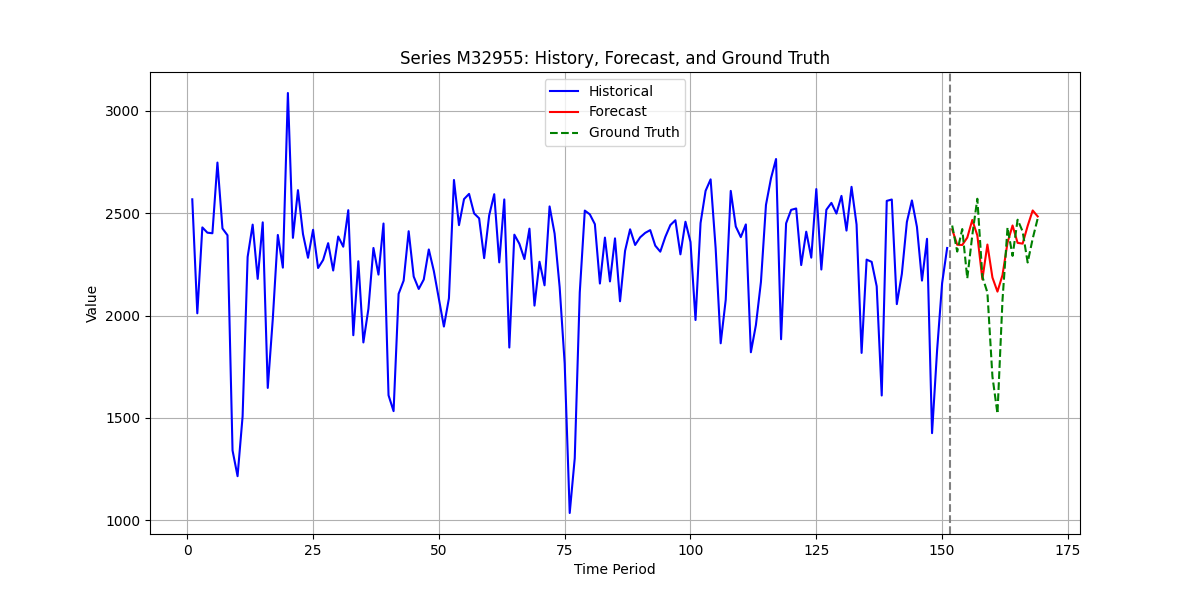 Series M32955: History, Forecast, and Ground Truth
Historical
Forecast
Ground Truth
3000
2500
2000
1500
1000
Value
0 25 50 75 100 125 150 175
Time Period